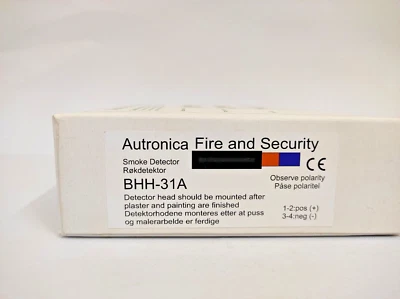 Autronica Fire and Security
Smoke Detector
Røkdetektor
CE
BHH-31A
Observe polarity
Påse polaritet
Detector head should be mounted after
plaster and painting are finished
Detektorhodene monteres etter at puss
og malerarbeide er ferdige
1-2:pos (+)
3-4:neg (-)